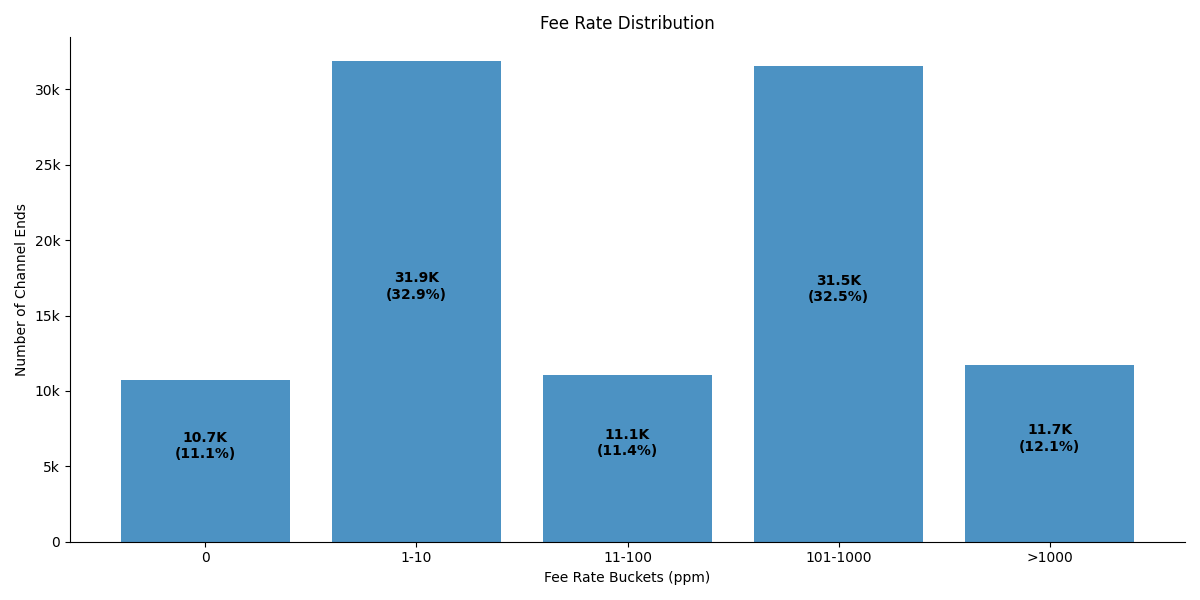 Fee Rate Distribution
Number of Channel Ends
30k
25k
20k
15k
10k
5k
0
10.7K
(11.1%)
31.9K
(32.9%)
11.1K
(11.4%)
31.5K
(32.5%)
11.7K
(12.1%)
0
1-10
11-100
101-1000
>1000
Fee Rate Buckets (ppm)